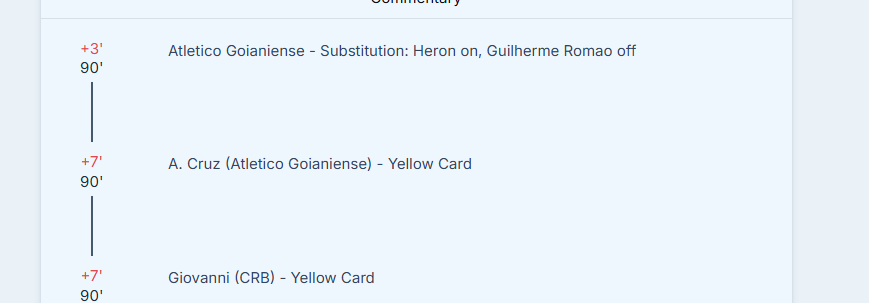 Commentary
+3'
90'
Atletico Goianiense - Substitution: Heron on, Guilherme Romao off
+7'
90'
A. Cruz (Atletico Goianiense) - Yellow Card
+7'
90'
Giovanni (CRB) - Yellow Card